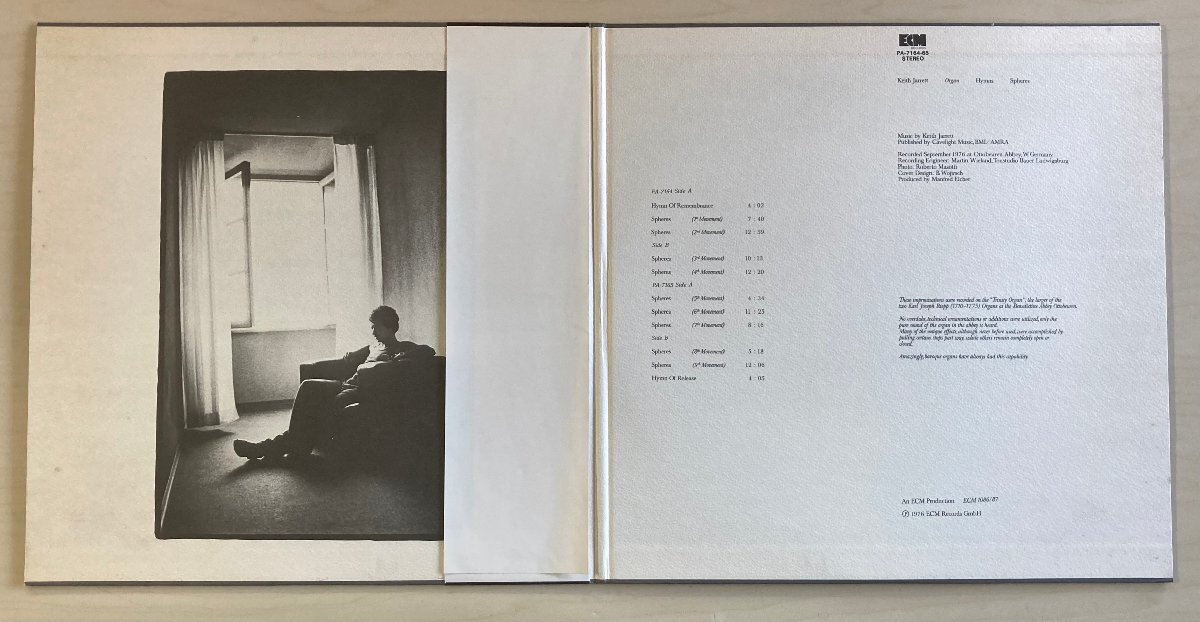 ECM
PA-7164-65
STEREO
Keith Jarrett Organ Hymns Spheres
Music by Keith Jarrett
Published by Cavelight Music, BMI/AMRA
Recorded September 1976 at Ottobeuren Abbey, W. Germany
Recording Engineer: Martin Wieland, Tonstudio Bauer Ludwigsburg
Photo: Roberto Masotti
Cover Design: B. Wojirsch
Produced by Manfred Eicher
PA-7164 Side A
Hymn Of Remembrance 4 : 03
Spheres (1st Movement) 7 : 40
Spheres (2nd Movement) 12 : 59
Side B
Spheres (3rd Movement) 10 : 13
Spheres (4th Movement) 12 : 20
PA-7165 Side A
Spheres (5th Movement) 4 : 34
Spheres (6th Movement) 11 : 25
Spheres (7th Movement) 8 : 16
Side B
Spheres (8th Movement) 5 : 18
Spheres (9th Movement) 12 : 06
Hymn Of Release 4 : 05
These improvisations were recorded on the "Trinity Organ", the larger of the
two Karl Joseph Riepp (1710-1775) Organs at the Benedictine Abbey Ottobeuren.
No overdubs, technical ornamentations or additions were utilized, only the
pure sound of the organ in the abbey is heard.
Many of the unique effects, although never before used, were accomplished by
pulling certain stops part way, while others remain completely open or
closed.
Amazingly, baroque organs have always had this capability.
An ECM Production ECM 1086/87
Ⓟ 1976 ECM Records GmbH